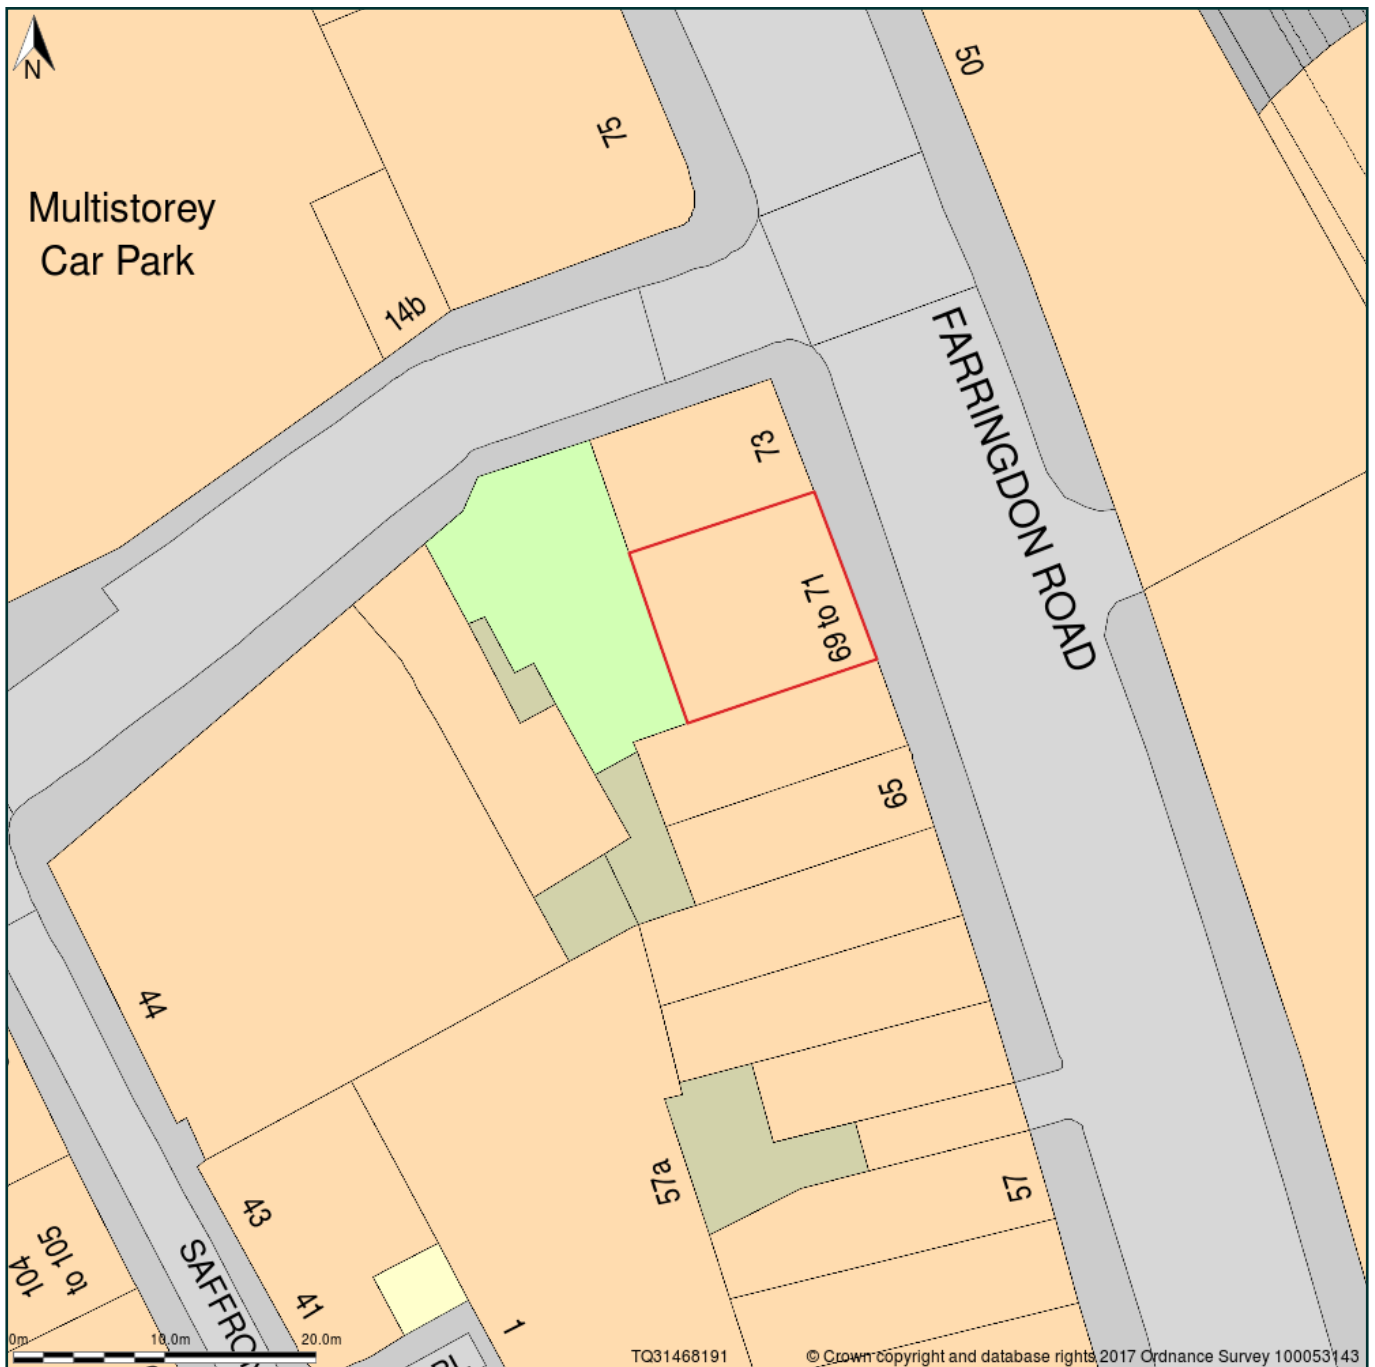 N
50
75
Multistorey
Car Park
14b
FARRINGDON ROAD
73
69 to 71
65
44
57a
57
43
104
to 105
SAFFRO
41
1
0m
10.0m
20.0m
TQ31468191
© Crown copyright and database rights 2017 Ordnance Survey 100053143